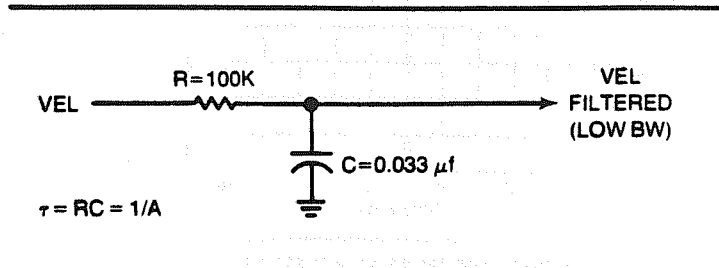 R=100K
VEL
VEL
FILTERED
(LOW BW)
C=0.033 μf
τ = RC = 1/A